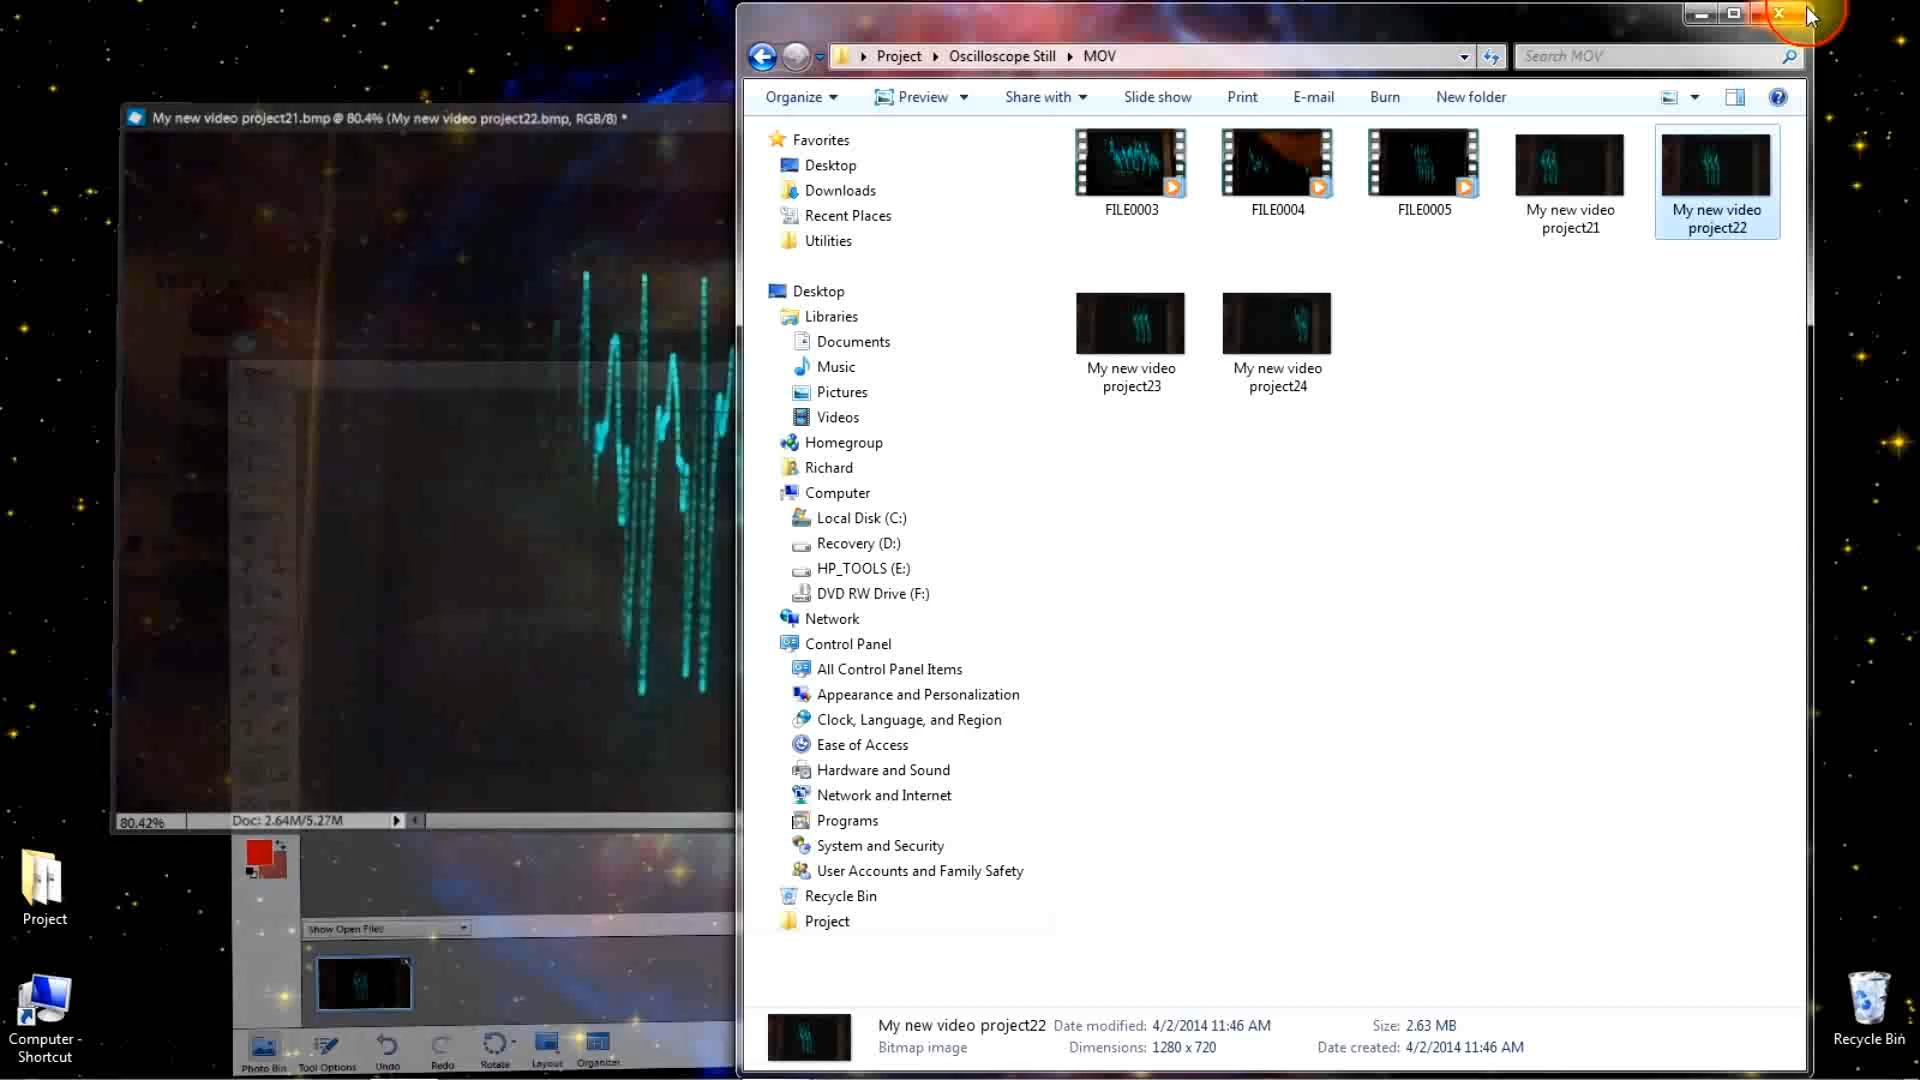 My new video project21.bmp @ 80.4% (My new video project22.bmp, RGB/8) *
80.42%
Doc: 2.64M/5.27M
Show Open Files
Photo Bin
Tool Options
Undo
Redo
Rotate
Layout
Organizer
Project
Computer -
Shortcut
Project
Oscilloscope Still
MOV
Search MOV
Organize
Preview
Share with
Slide show
Print
E-mail
Burn
New folder
Favorites
Desktop
Downloads
Recent Places
Utilities
Desktop
Libraries
Documents
Music
Pictures
Videos
Homegroup
Richard
Computer
Local Disk (C:)
Recovery (D:)
HP_TOOLS (E:)
DVD RW Drive (F:)
Network
Control Panel
All Control Panel Items
Appearance and Personalization
Clock, Language, and Region
Ease of Access
Hardware and Sound
Network and Internet
Programs
System and Security
User Accounts and Family Safety
Recycle Bin
Project
FILE0003
FILE0004
FILE0005
My new video
project21
My new video
project22
My new video
project23
My new video
project24
My new video project22
Date modified: 4/2/2014 11:46 AM
Size: 2.63 MB
Bitmap image
Dimensions: 1280 x 720
Date created: 4/2/2014 11:46 AM
Recycle Bin